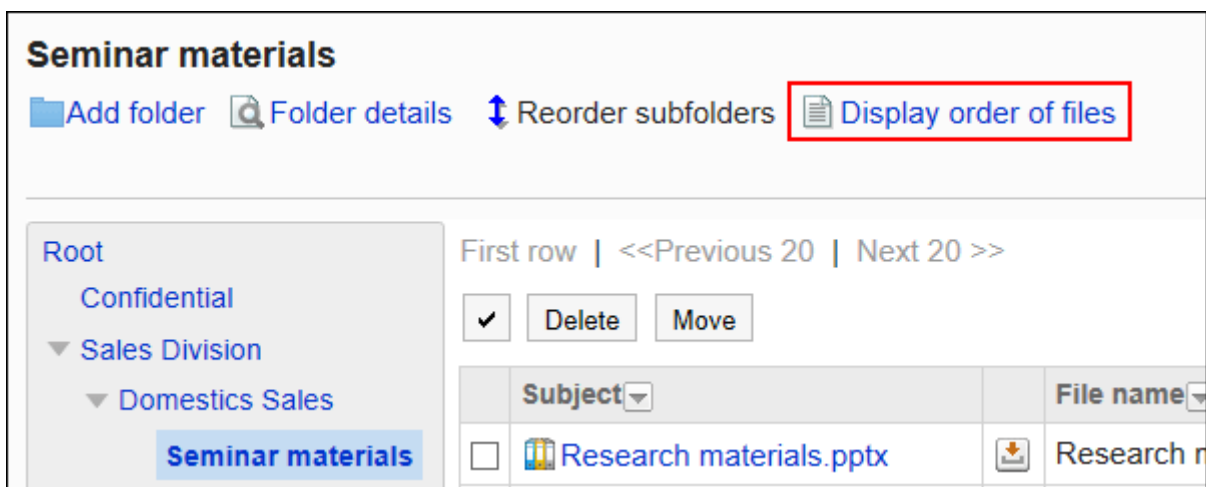 Seminar materials
Add folder Folder details Reorder subfolders Display order of files
Root
Confidential
Sales Division
Domestics Sales
Seminar materials
First row | <<Previous 20 | Next 20 >>
Delete Move
Subject File name
Research materials.pptx Research